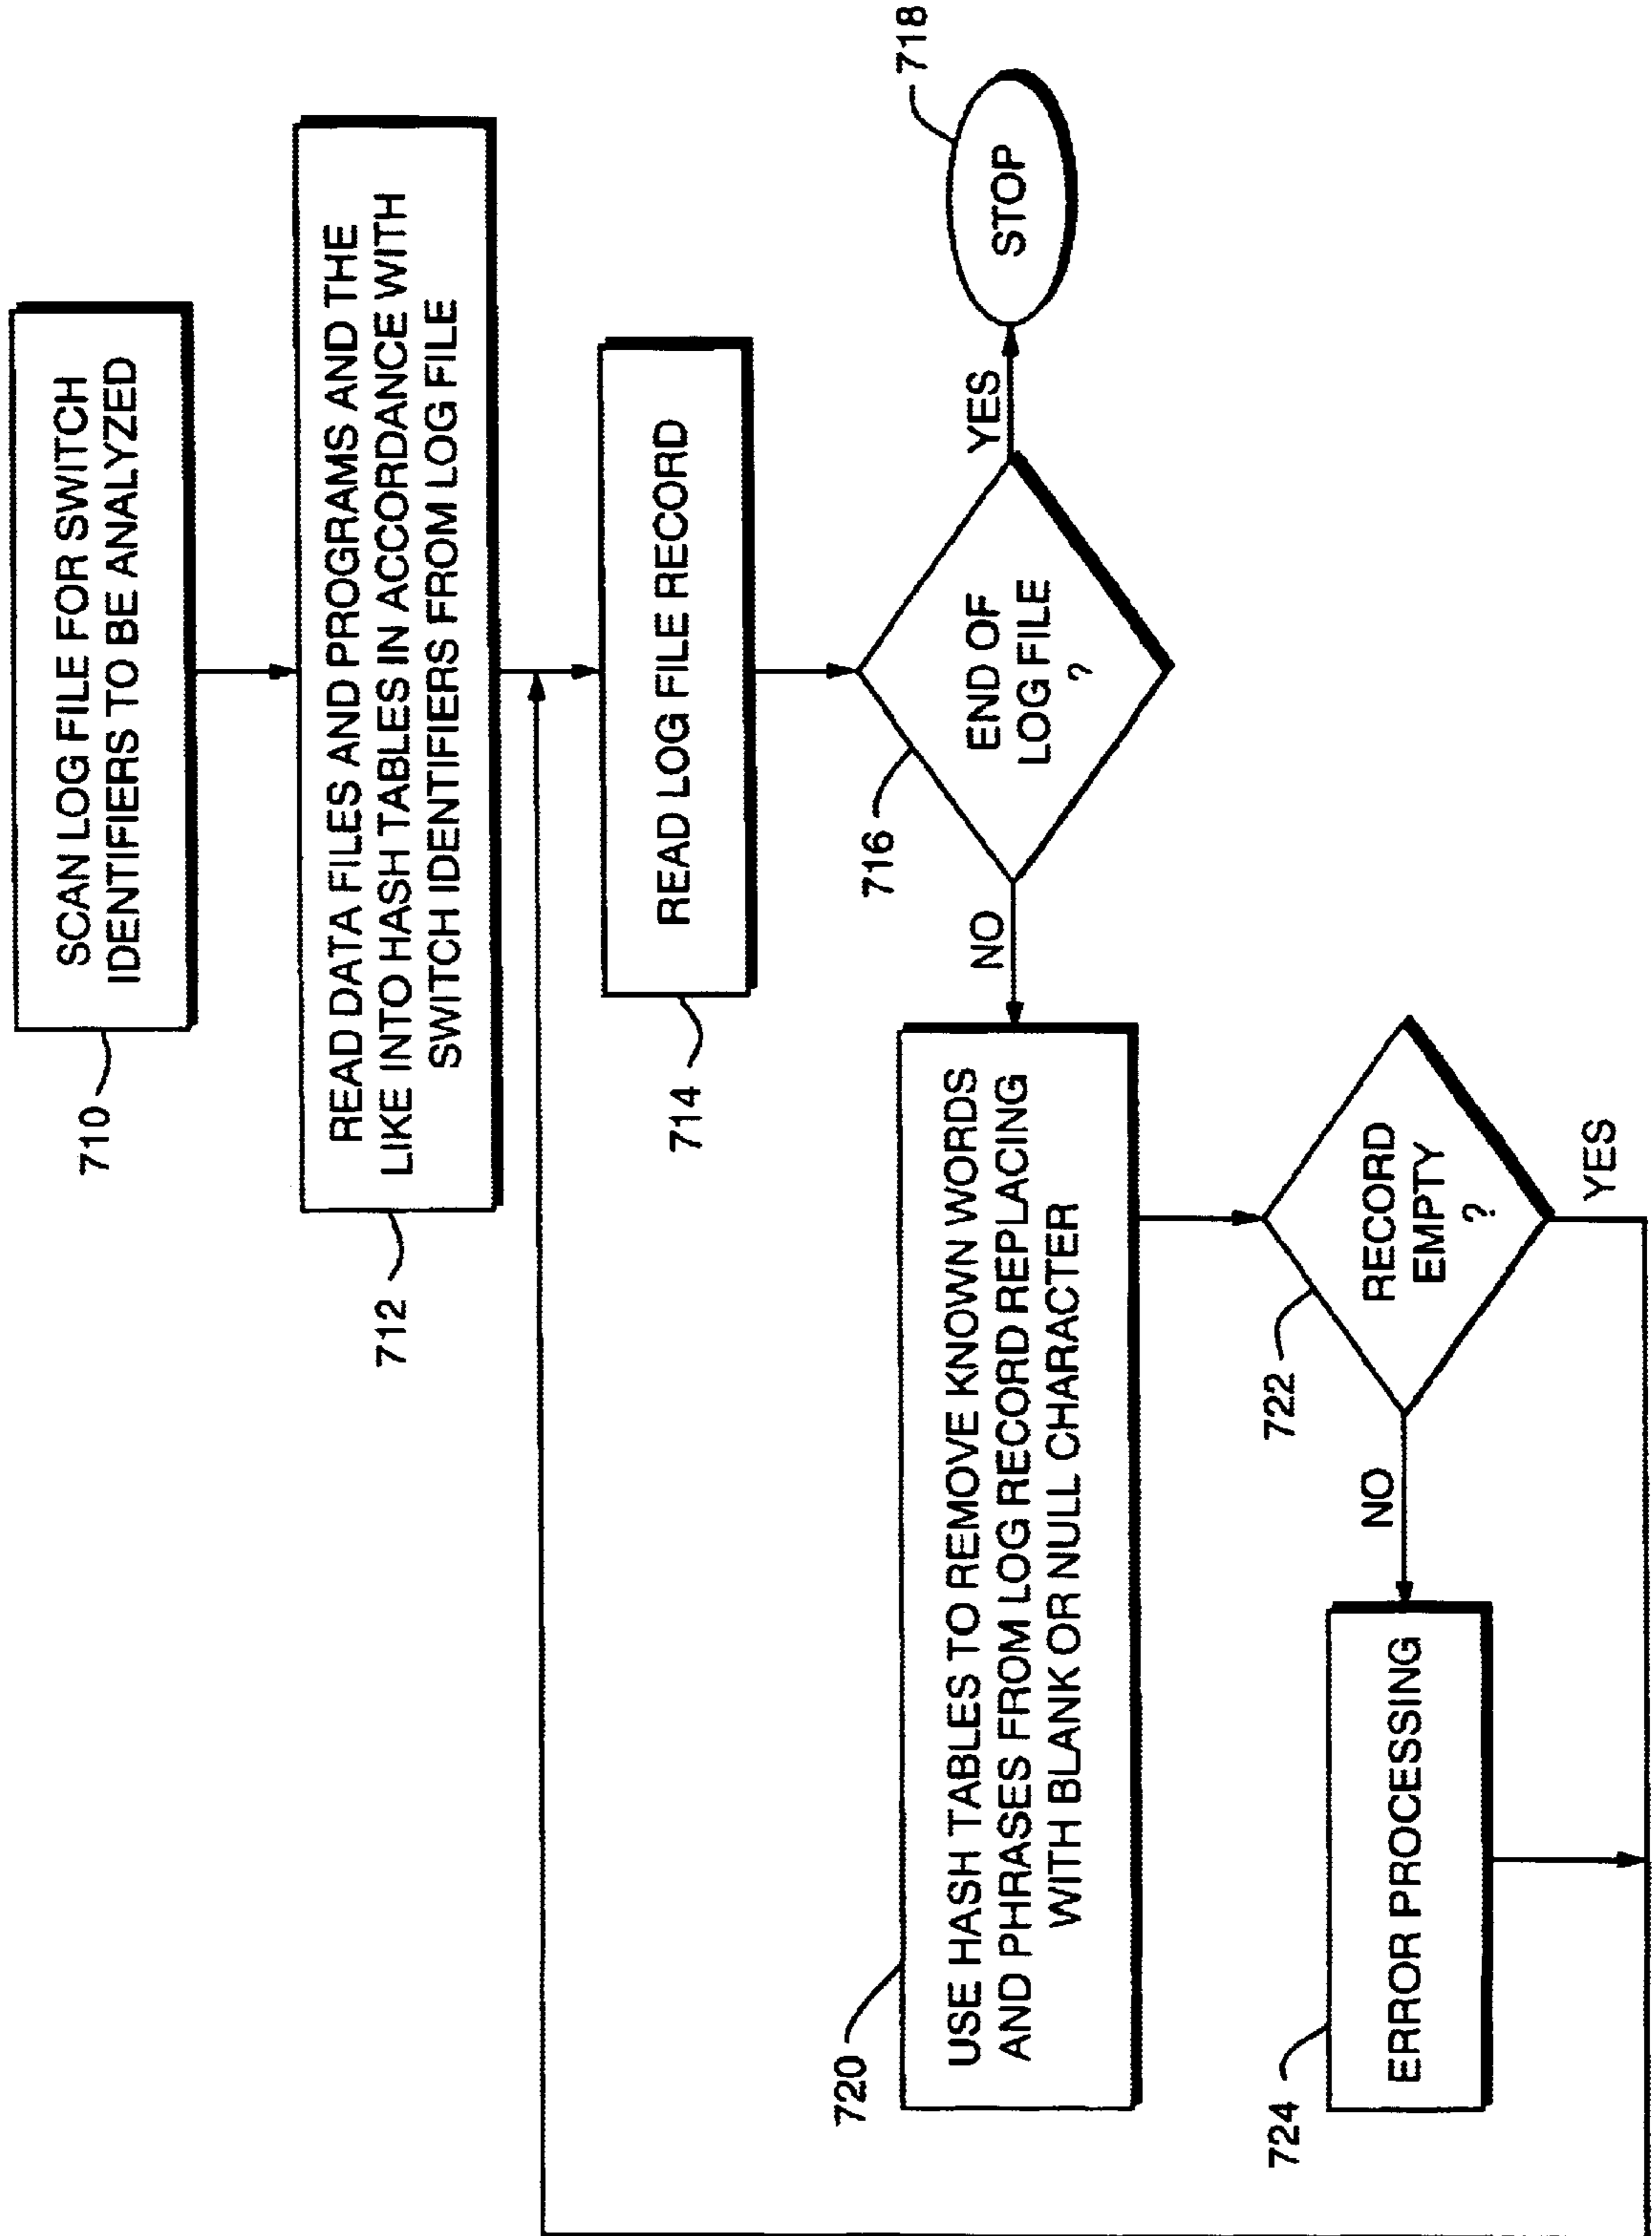 SCAN LOG FILE FOR SWITCH
IDENTIFIERS TO BE ANALYZED
710
READ DATA FILES AND PROGRAMS AND THE
LIKE INTO HASH TABLES IN ACCORDANCE WITH
SWITCH IDENTIFIERS FROM LOG FILE
712
READ LOG FILE RECORD
714
END OF
LOG FILE
?
716
YES
STOP
718
NO
USE HASH TABLES TO REMOVE KNOWN WORDS
AND PHRASES FROM LOG RECORD REPLACING
WITH BLANK OR NULL CHARACTER
720
RECORD
EMPTY
?
722
YES
NO
ERROR PROCESSING
724